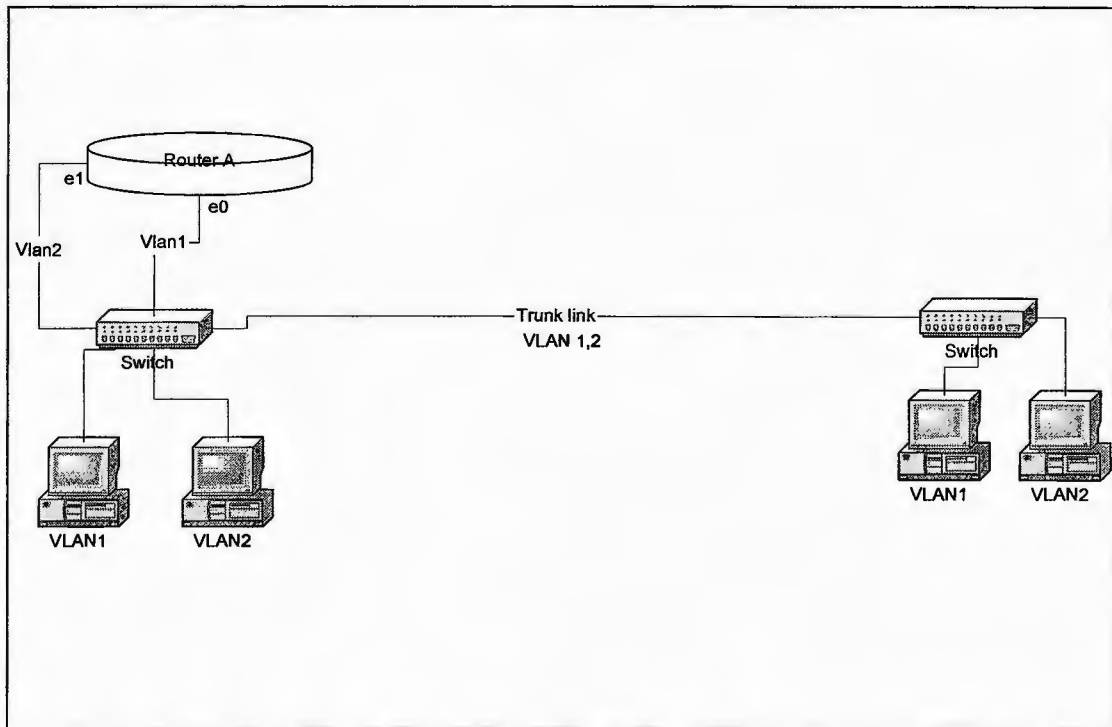 Router A
e1
e0
Vlan2
Vlan1
Trunk link
VLAN 1,2
Switch
Switch
VLAN1
VLAN2
VLAN1
VLAN2